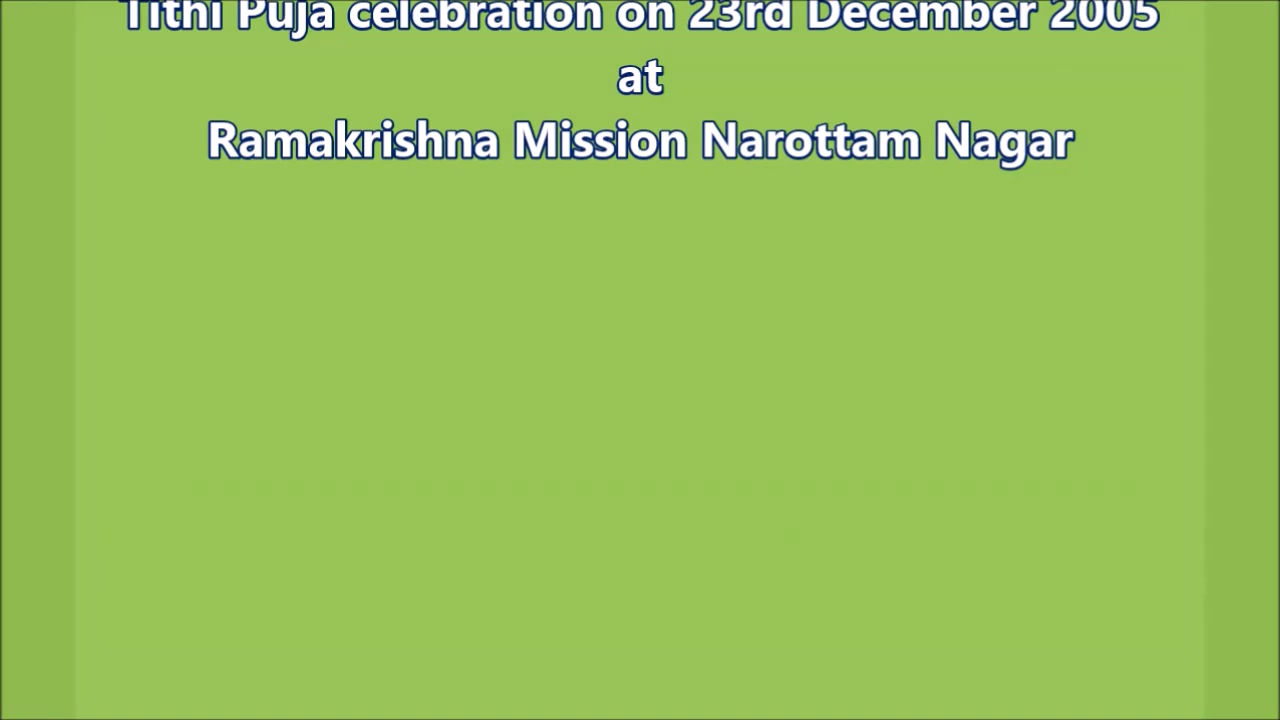 Tithi Puja celebration on 23rd December 2005
at
Ramakrishna Mission Narottam Nagar